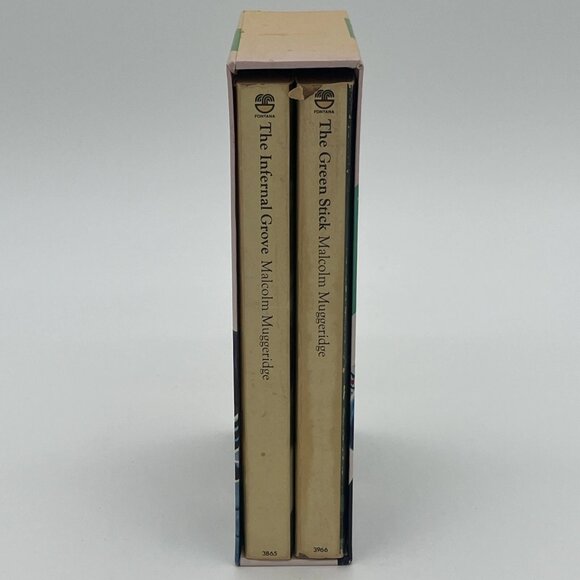 FONTANA
The Infernal Grove Malcolm Muggeridge
3865
FONTANA
The Green Stick Malcolm Muggeridge
3966